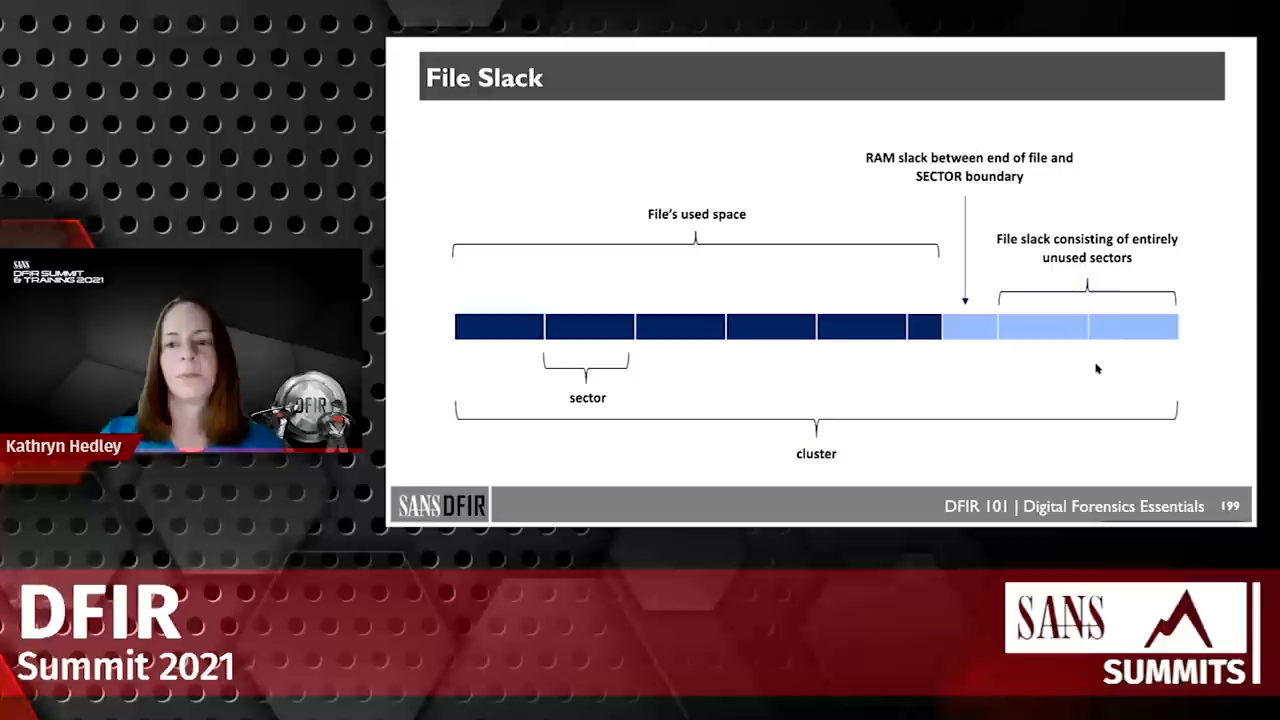 File Slack
RAM slack between end of file and
SECTOR boundary
File's used space
File slack consisting of entirely
unused sectors
sector
cluster
SANS DFIR
DFIR 101 | Digital Forensics Essentials 199
SANS
DFIR SUMMIT
& TRAINING 2021
DFIR
Kathryn Hedley
DFIR
Summit 2021
SANS
SUMMITS